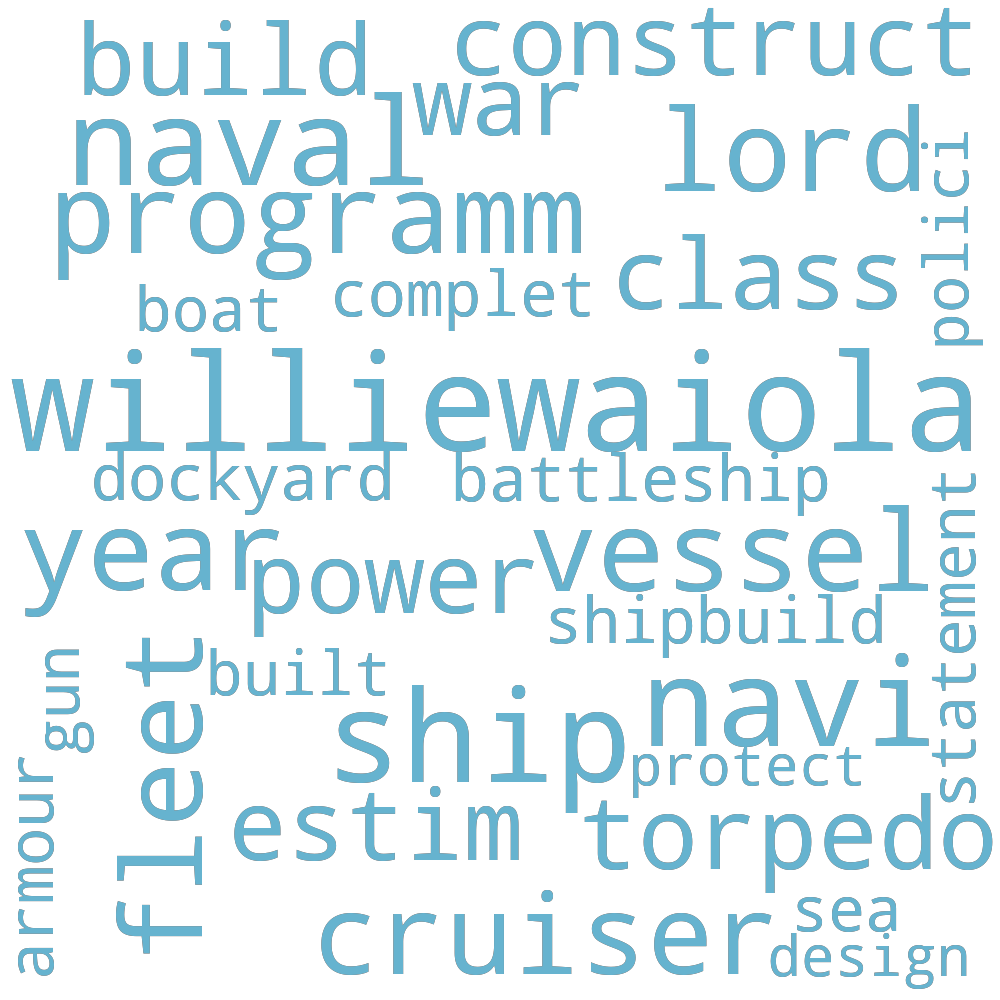 build
construct
war
naval
lord
polici
programm
class
complet
boat
williewaiola
dockyard
battleship
year
vessel
power
statement
shipbuild
gun
fleet
built
navi
ship
protect
armour
estim
torpedo
cruiser
sea
design